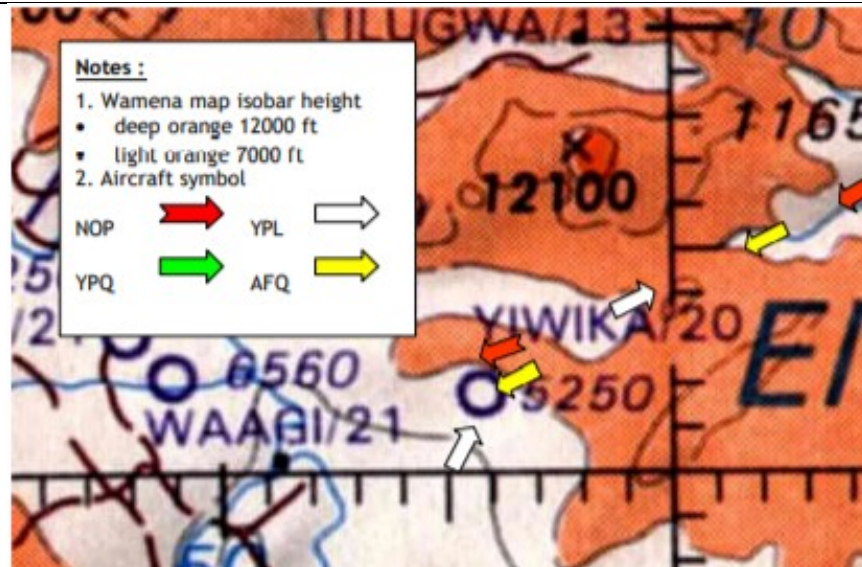 ILUGWA/13
10
Notes :
1. Wamena map isobar height
• deep orange 12000 ft
• light orange 7000 ft
2. Aircraft symbol
NOP
YPL
YPQ
AFQ
1165
12100
YIWIKA/20
6560
5250
WAAGI/21